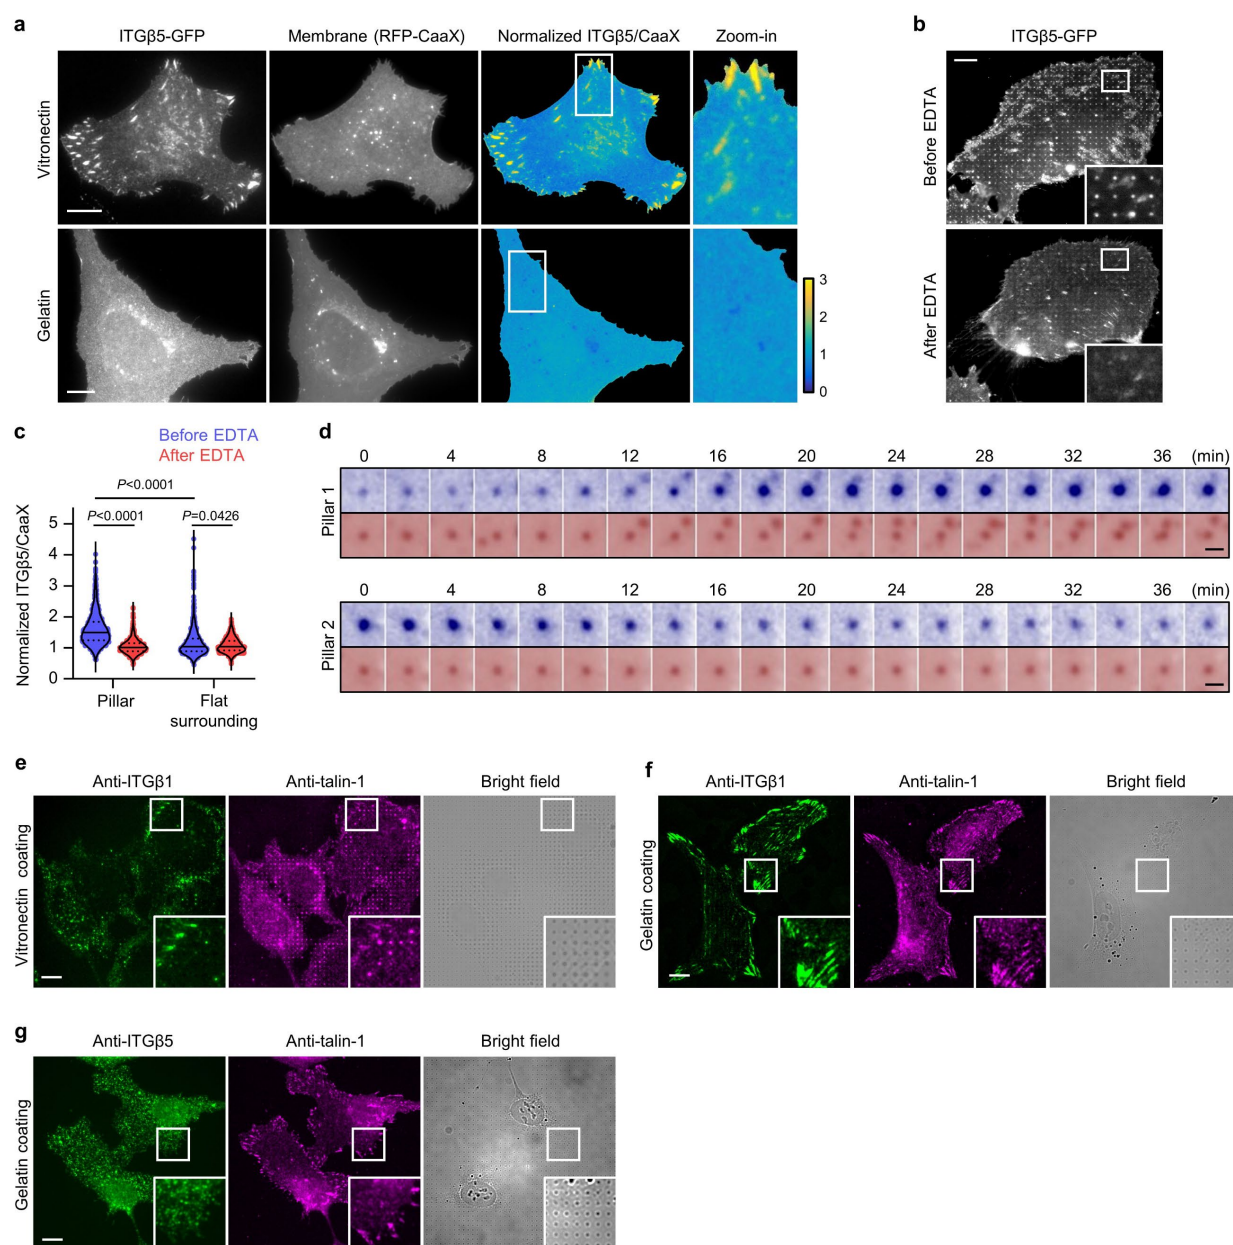 a
ITGβ5-GFP
Membrane (RFP-CaaX)
Normalized ITGβ5/CaaX
Zoom-in
Vitronectin
Gelatin
3
2
1
0
b
ITGβ5-GFP
Before EDTA
After EDTA
c
Before EDTA
After EDTA
P<0.0001
P<0.0001
P=0.0426
Normalized ITGβ5/CaaX
5
4
3
2
1
0
Pillar
Flat
surrounding
d
0 4 8 12 16 20 24 28 32 36 (min)
Pillar 1
0 4 8 12 16 20 24 28 32 36 (min)
Pillar 2
e
Anti-ITGβ1
Anti-talin-1
Bright field
Vitronectin coating
f
Anti-ITGβ1
Anti-talin-1
Bright field
Gelatin coating
g
Anti-ITGβ5
Anti-talin-1
Bright field
Gelatin coating